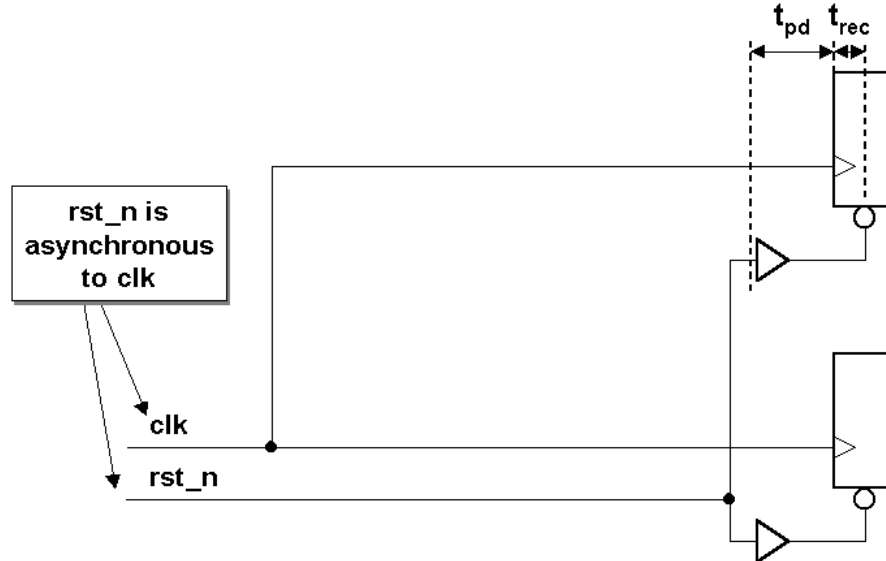 t_pd t_rec
rst_n is
asynchronous
to clk
clk
rst_n